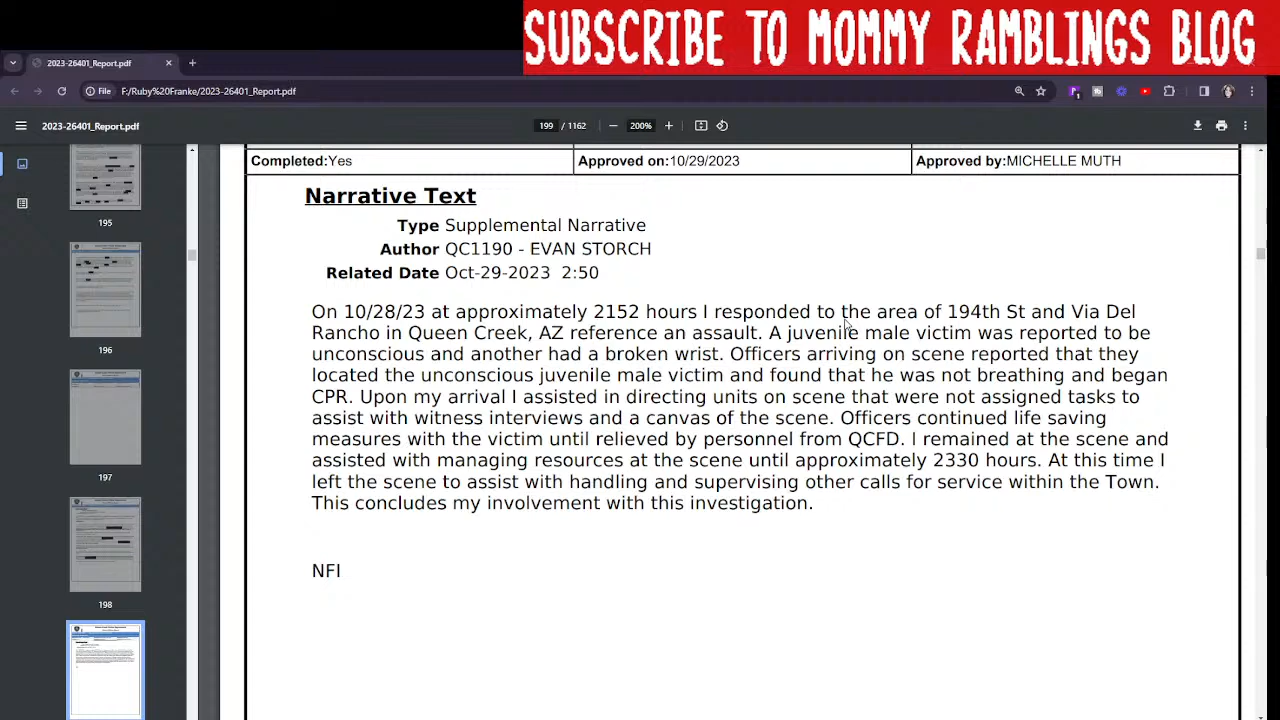 SUBSCRIBE TO MOMMY RAMBLINGS BLOG
2023-26401_Report.pdf
File F:/Ruby%20Franke/2023-26401_Report.pdf
2023-26401_Report.pdf
199 / 1162
200%
195
196
197
198
Completed:Yes
Approved on:10/29/2023
Approved by:MICHELLE MUTH
Narrative Text
Type Supplemental Narrative
Author QC1190 - EVAN STORCH
Related Date Oct-29-2023 2:50
On 10/28/23 at approximately 2152 hours I responded to the area of 194th St and Via Del
Rancho in Queen Creek, AZ reference an assault. A juvenile male victim was reported to be
unconscious and another had a broken wrist. Officers arriving on scene reported that they
located the unconscious juvenile male victim and found that he was not breathing and began
CPR. Upon my arrival I assisted in directing units on scene that were not assigned tasks to
assist with witness interviews and a canvas of the scene. Officers continued life saving
measures with the victim until relieved by personnel from QCFD. I remained at the scene and
assisted with managing resources at the scene until approximately 2330 hours. At this time I
left the scene to assist with handling and supervising other calls for service within the Town.
This concludes my involvement with this investigation.
NFI